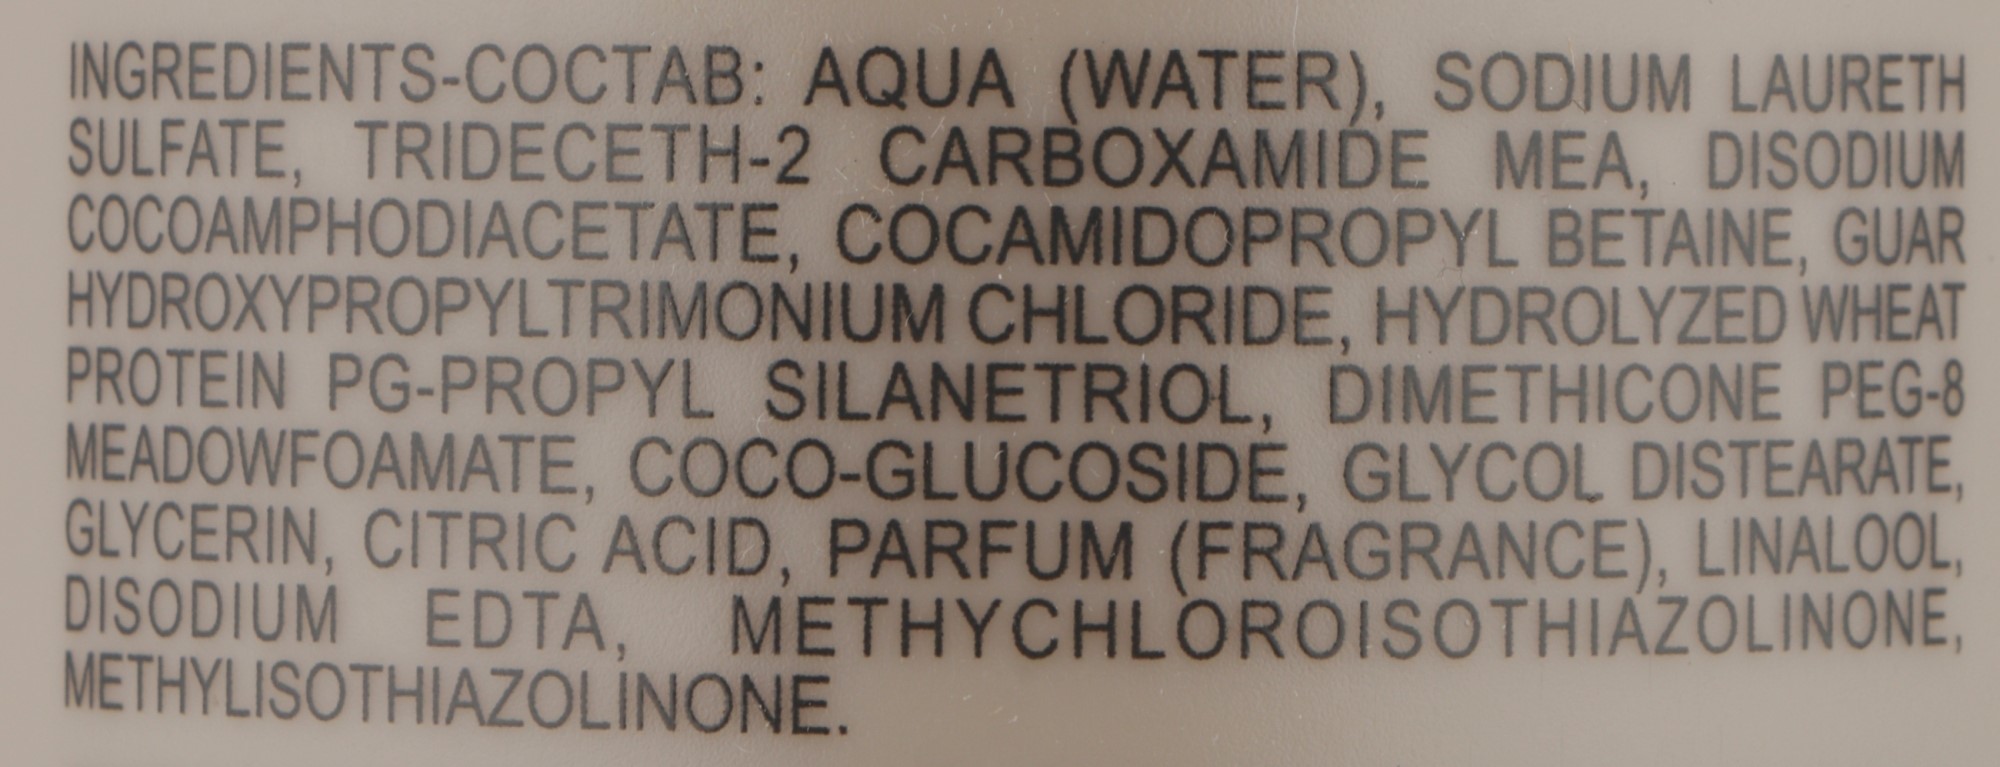 INGREDIENTS-СОСТАВ: AQUA (WATER), SODIUM LAURETH
SULFATE, TRIDECETH-2 CARBOXAMIDE MEA, DISODIUM
COCOAMPHODIACETATE, COCAMIDOPROPYL BETAINE, GUAR
HYDROXYPROPYLTRIMONIUM CHLORIDE, HYDROLYZED WHEAT
PROTEIN PG-PROPYL SILANETRIOL, DIMETHICONE PEG-8
MEADOWFOAMATE, COCO-GLUCOSIDE, GLYCOL DISTEARATE,
GLYCERIN, CITRIC ACID, PARFUM (FRAGRANCE), LINALOOL,
DISODIUM EDTA, METHYCHLOROISOTHIAZOLINONE,
METHYLISOTHIAZOLINONE.